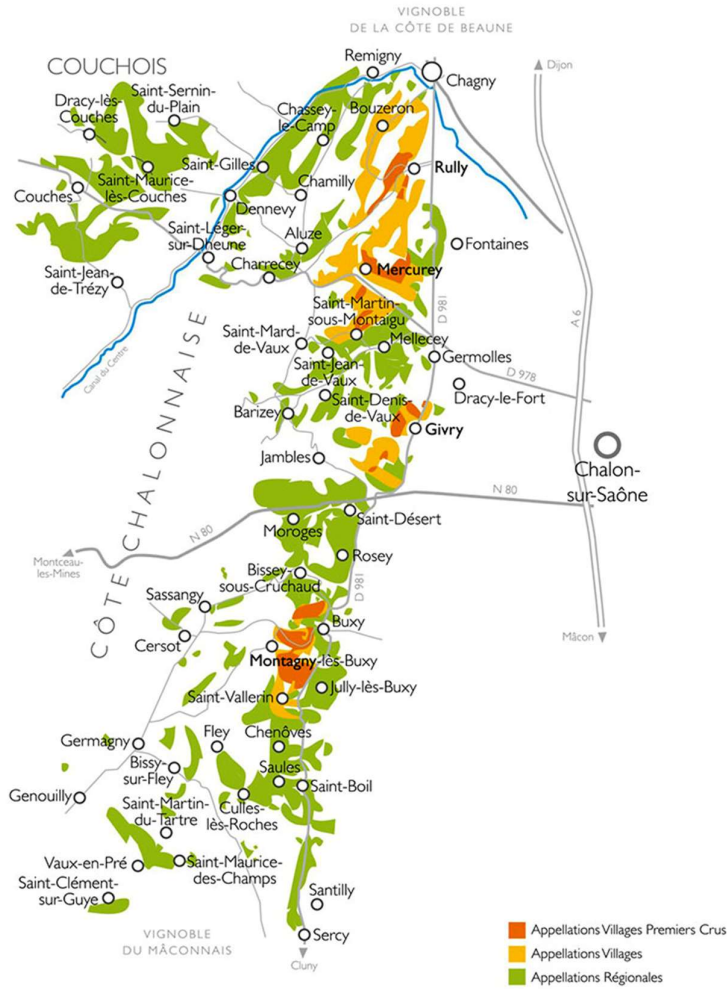 VIGNOBLE
DE LA CÔTE DE BEAUNE
Remigny
Chagny
Dijon
COUCHOIS
Saint-Sernin-
du-Plain
Dracy-lès-
Couches
Chassey-
le-Camp
Bouzeron
Saint-Gilles
Rully
Saint-Maurice-
lès-Couches
Couches
Chamilly
Dennevy
Saint-Léger-
sur-Dheune
Aluze
Fontaines
Charrecey
Mercurey
Saint-Jean-
de-Trézy
Saint-Martin-
sous-Montaigu
D 981
A 6
Saint-Mard-
de-Vaux
Mellecey
Germolles
Canal du Centre
Saint-Jean-
de-Vaux
D 978
Saint-Denis-
de-Vaux
Dracy-le-Fort
Barizey
Givry
CÔTE CHALONNAISE
Jambles
Chalon-
sur-Saône
N 80
Saint-Désert
Moroges
N 80
Rosey
Montceau-
les-Mines
Bissey-
sous-Cruchaud
D 981
Sassangy
Buxy
Cersot
Mâcon
Montagny-lès-Buxy
Jully-lès-Buxy
Saint-Vallerin
Germagny
Fley
Chenôves
Bissy-
sur-Fley
Saules
Saint-Boil
Genouilly
Saint-Martin-
du-Tartre
Culles-
lès-Roches
Vaux-en-Pré
Saint-Maurice-
des-Champs
Saint-Clément-
sur-Guye
Santilly
VIGNOBLE
DU MÂCONNAIS
Sercy
Cluny
Appellations Villages Premiers Crus
Appellations Villages
Appellations Régionales